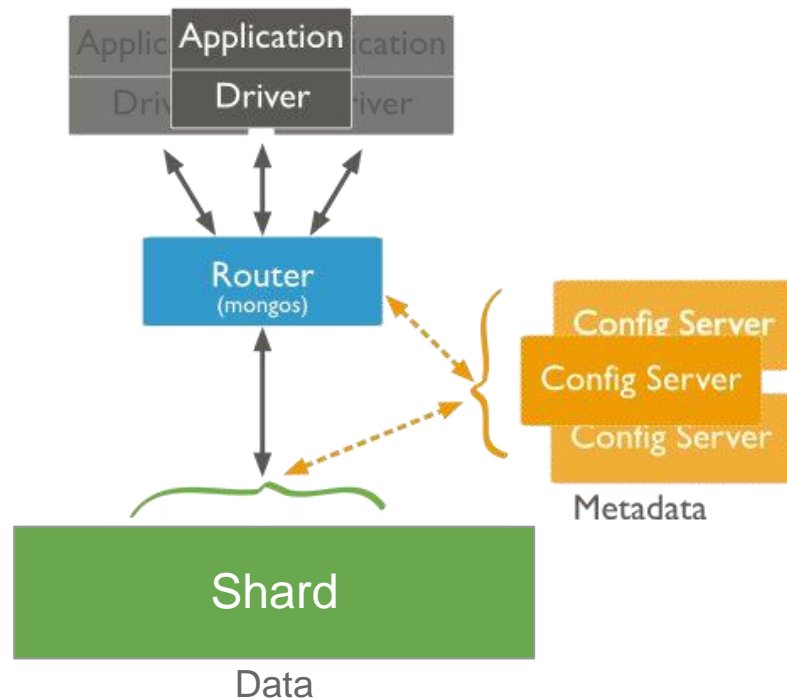 Application
Driver
Router
(mongos)
Config Server
Config Server
Config Server
Metadata
Shard
Data